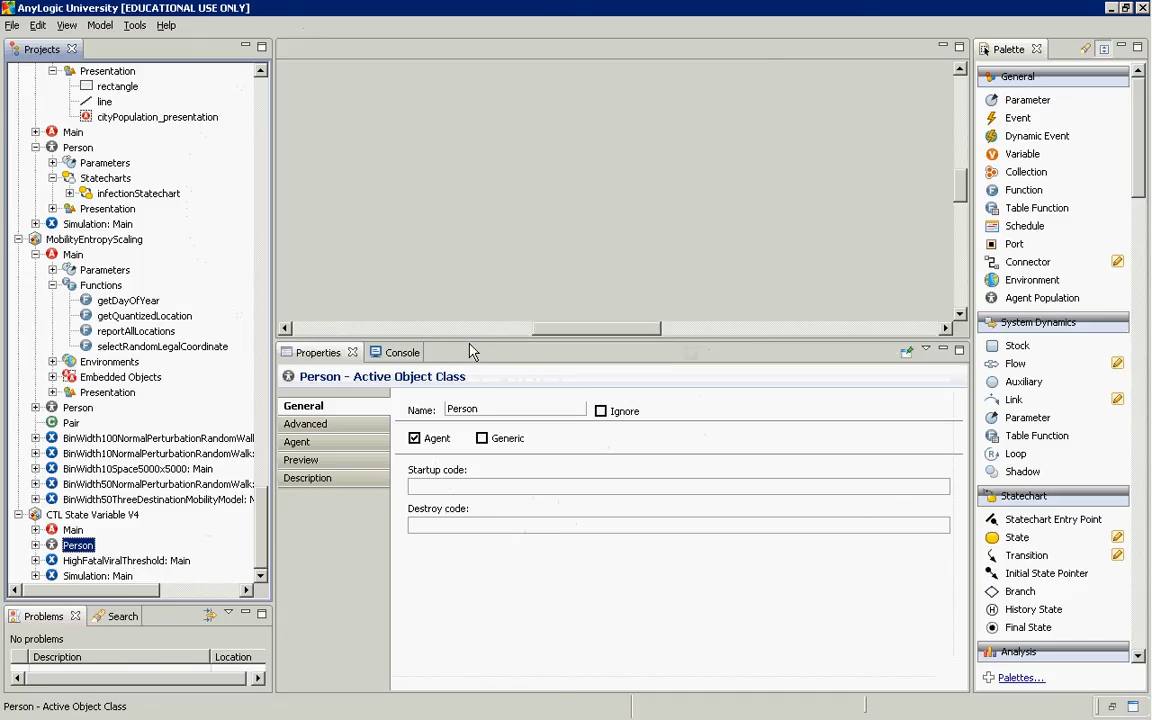 AnyLogic University [EDUCATIONAL USE ONLY]
File Edit View Model Tools Help
Projects
Presentation
rectangle
line
cityPopulation_presentation
Main
Person
Parameters
Statecharts
infectionStatechart
Presentation
Simulation: Main
MobilityEntropyScaling
Main
Parameters
Functions
getDayOfYear
getQuantizedLocation
reportAllLocations
selectRandomLegalCoordinate
Environments
Embedded Objects
Presentation
Person
Pair
BinWidth100NormalPerturbationRandomWalk
BinWidth10NormalPerturbationRandomWalk:
BinWidth10Space5000x5000: Main
BinWidth50NormalPerturbationRandomWalk:
BinWidth50ThreeDestinationMobilityModel: M
CTL State Variable V4
Main
Person
HighFatalViralThreshold: Main
Simulation: Main
Problems Search
No problems
Description Location
Properties Console
Person - Active Object Class
General
Advanced
Agent
Preview
Description
Name: Person Ignore
Agent Generic
Startup code:
Destroy code:
Palette
General
Parameter
Event
Dynamic Event
Variable
Collection
Function
Table Function
Schedule
Port
Connector
Environment
Agent Population
System Dynamics
Stock
Flow
Auxiliary
Link
Parameter
Table Function
Loop
Shadow
Statechart
Statechart Entry Point
State
Transition
Initial State Pointer
Branch
History State
Final State
Analysis
Palettes...
Person - Active Object Class